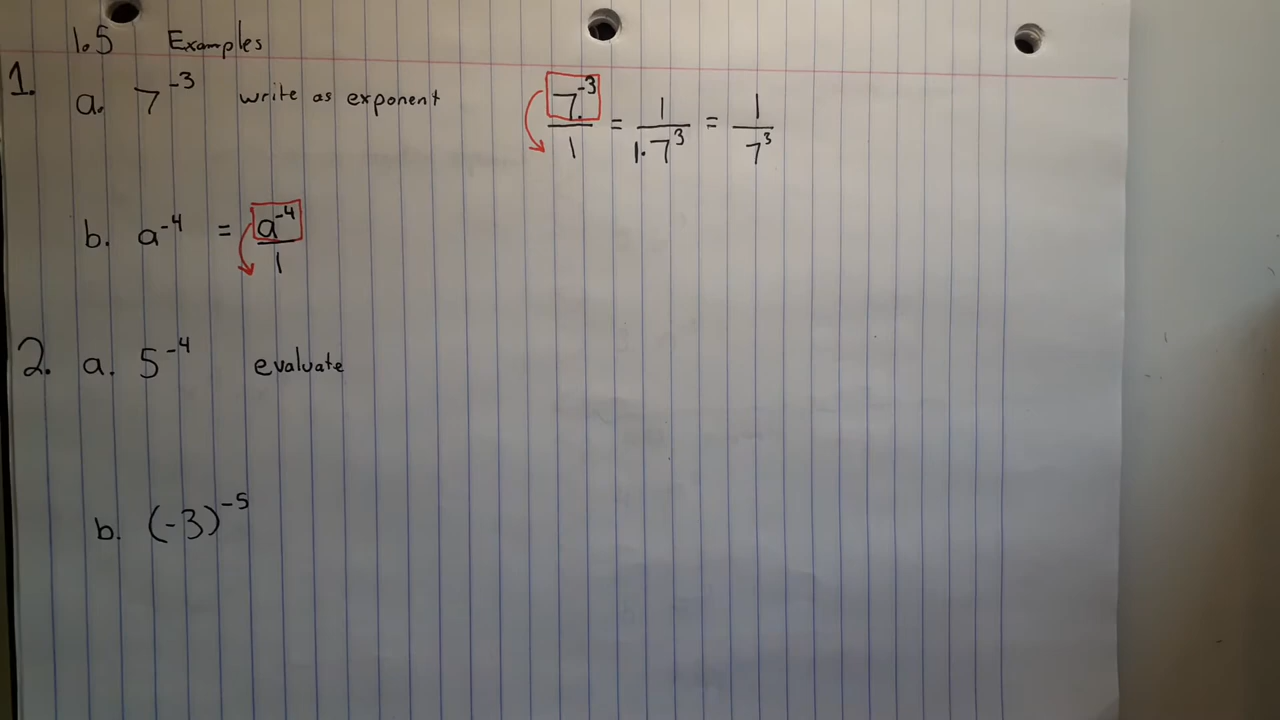 1.5 Examples
1.
a. 7^-3 write as exponent 7^-3/1 = 1/1·7^3 = 1/7^3
b. a^-4 = a^-4/1
2. a. 5^-4 evaluate
b. (-3)^-5